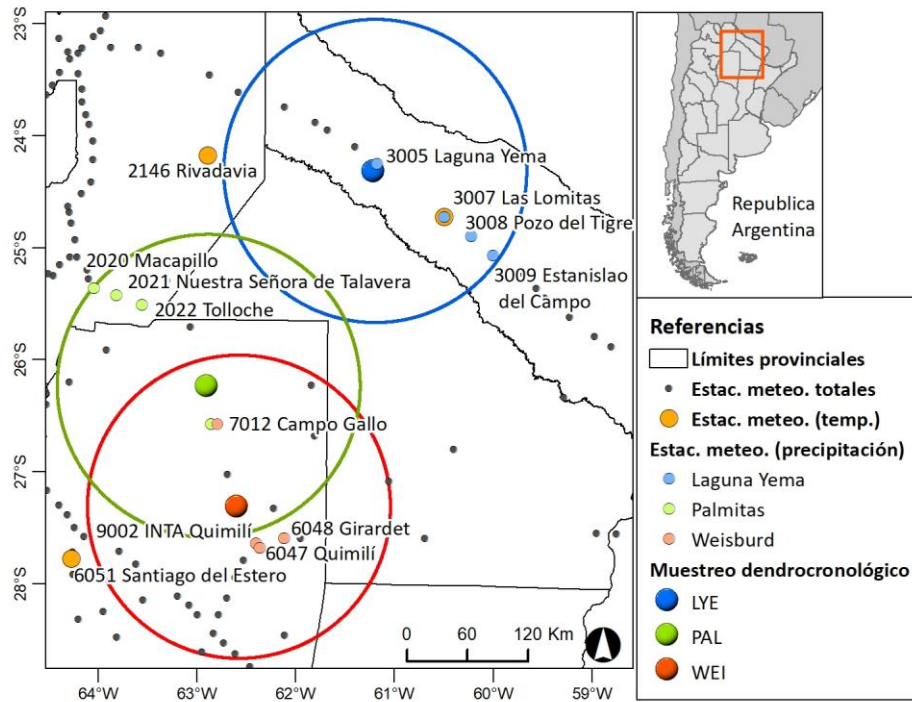 23°S
24°S
25°S
26°S
27°S
28°S
2146 Rivadavia
3005 Laguna Yema
3007 Las Lomitas
3008 Pozo del Tigre
3009 Estanislao
del Campo
2020 Macapillo
2021 Nuestra Señora de Talavera
2022 Tolloche
7012 Campo Gallo
9002 INTA Quimilí
6048 Girardet
6047 Quimilí
6051 Santiago del Estero
0 60 120 Km
64°W 63°W 62°W 61°W 60°W 59°W
Republica
Argentina
Referencias
Límites provinciales
Estac. meteo. totales
Estac. meteo. (temp.)
Estac. meteo. (precipitación)
Laguna Yema
Palmitas
Weisburd
Muestreo dendrocronológico
LYE
PAL
WEI